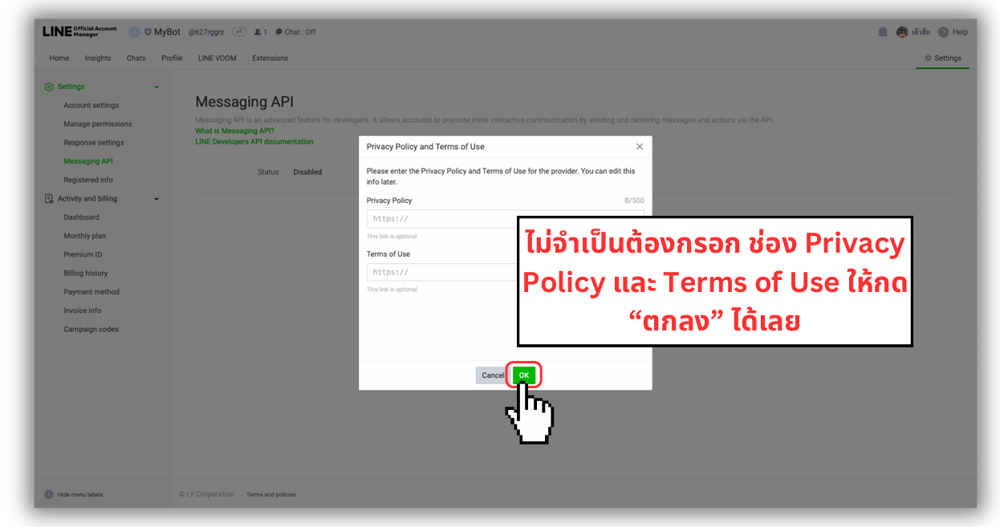 LINE Official Account Manager
MyBot @627rggrz ฟรี 1 Chat : Off
เจ้าฮ้อ Help
Home Insights Chats Profile LINE VOOM Extensions Settings
Settings
Account settings
Manage permissions
Response settings
Messaging API
Registered info
Activity and billing
Dashboard
Monthly plan
Premium ID
Billing history
Payment method
Invoice info
Campaign codes
Hide menu labels
Messaging API
Messaging API is an advanced feature for developers. It allows accounts to promote more interactive communication by sending and receiving messages and actions via the API.
What is Messaging API?
LINE Developers API documentation
Status Disabled
Privacy Policy and Terms of Use
Please enter the Privacy Policy and Terms of Use for the provider. You can edit this
info later.
Privacy Policy 0/500
https://
This link is optional.
Terms of Use
https://
This link is optional.
Cancel OK
ไม่จำเป็นต้องกรอก ช่อง Privacy
Policy และ Terms of Use ให้กด
“ตกลง” ได้เลย
© LY Corporation Terms and policies